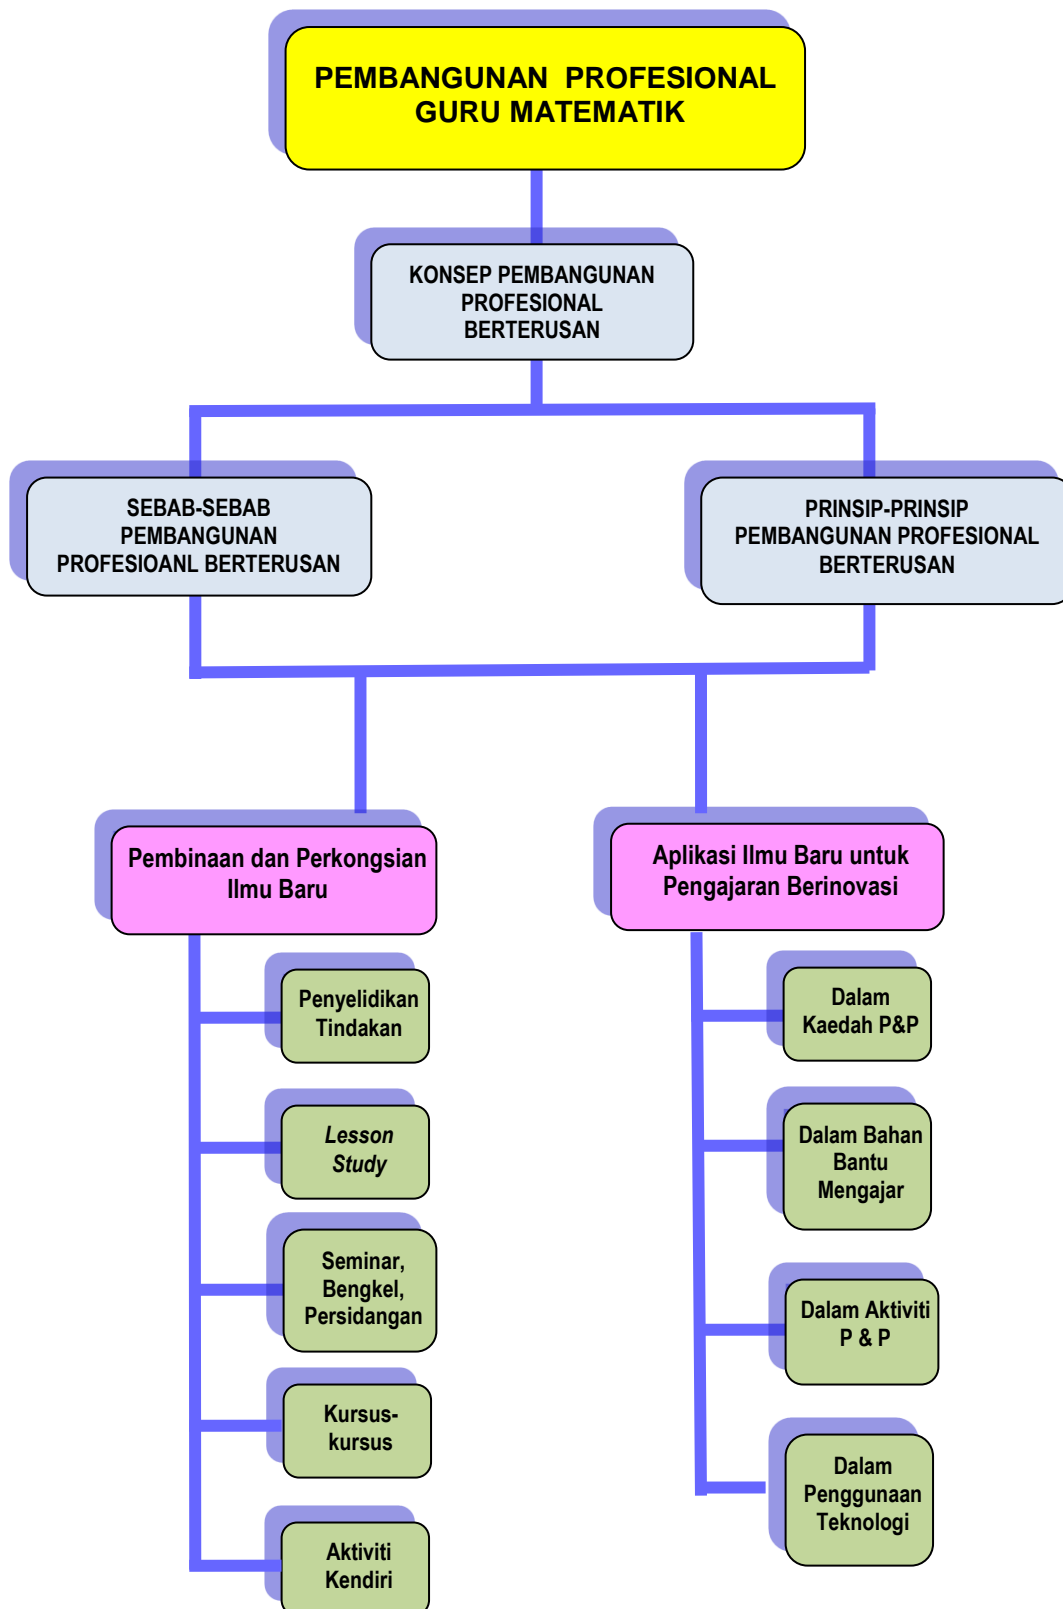 PEMBANGUNAN PROFESIONAL
GURU MATEMATIK
KONSEP PEMBANGUNAN
PROFESIONAL
BERTERUSAN
SEBAB-SEBAB
PEMBANGUNAN
PROFESIOANL BERTERUSAN
PRINSIP-PRINSIP
PEMBANGUNAN PROFESIONAL
BERTERUSAN
Pembinaan dan Perkongsian
Ilmu Baru
Penyelidikan
Tindakan
Lesson
Study
Seminar,
Bengkel,
Persidangan
Kursus-
kursus
Aktiviti
Kendiri
Aplikasi Ilmu Baru untuk
Pengajaran Berinovasi
Dalam
Kaedah P&P
Dalam Bahan
Bantu
Mengajar
Dalam Aktiviti
P & P
Dalam
Penggunaan
Teknologi